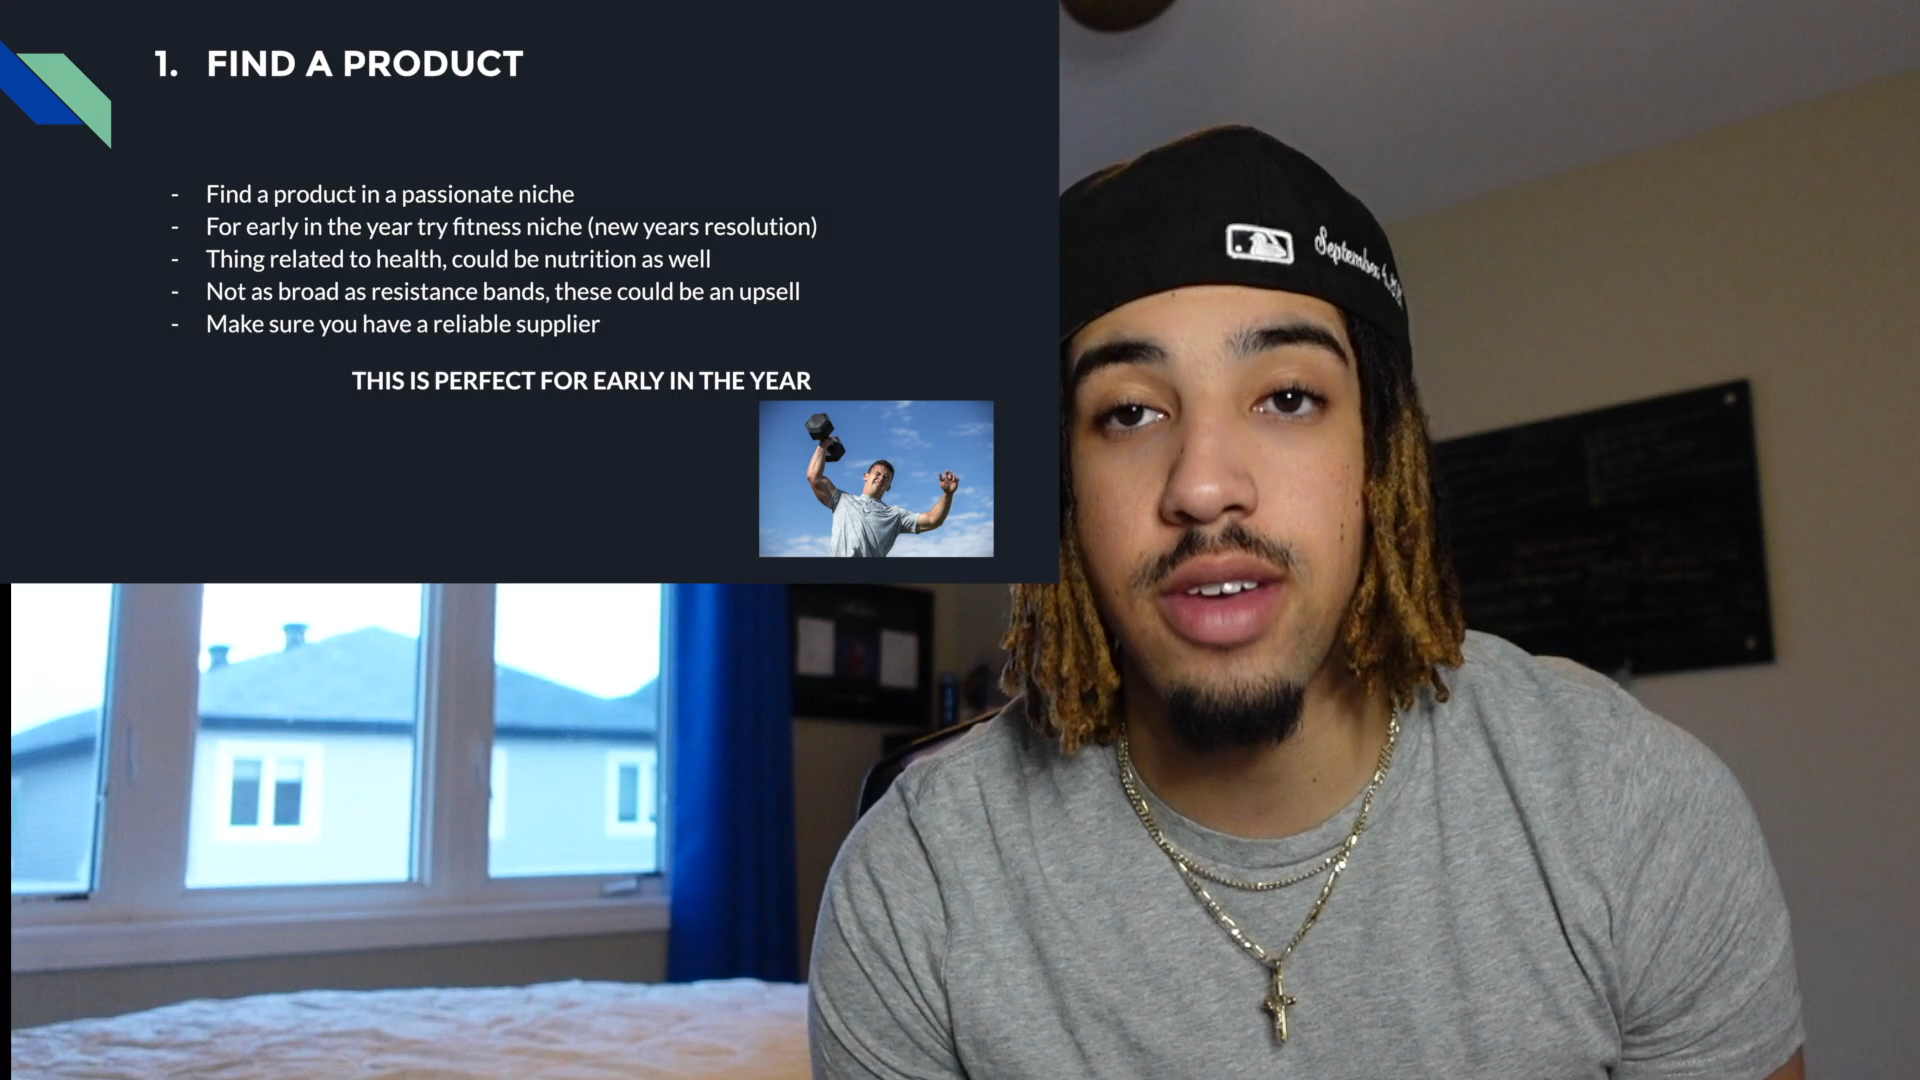 1. FIND A PRODUCT
- Find a product in a passionate niche
- For early in the year try fitness niche (new years resolution)
- Thing related to health, could be nutrition as well
- Not as broad as resistance bands, these could be an upsell
- Make sure you have a reliable supplier
THIS IS PERFECT FOR EARLY IN THE YEAR
September